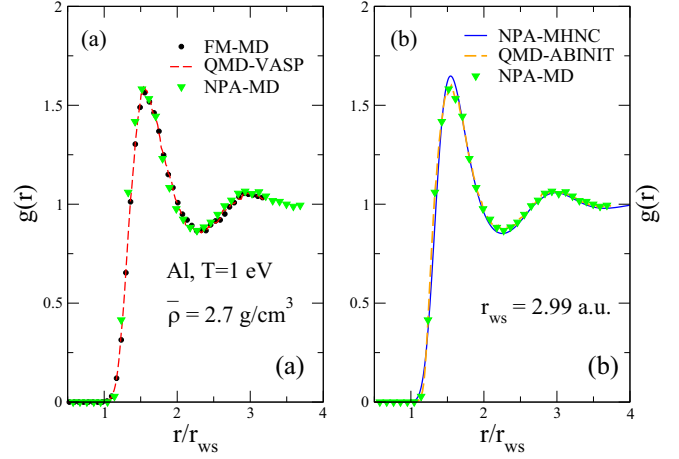 (a)
FM-MD
QMD-VASP
NPA-MD
Al, T=1 eV
ρ̅ = 2.7 g/cm³
(a)
g(r)
0
0.5
1
1.5
2
1
2
3
4
r/r_ws
(b)
NPA-MHNC
QMD-ABINIT
NPA-MD
r_ws = 2.99 a.u.
(b)
g(r)
0
0.5
1
1.5
2
1
2
3
4
r/r_ws